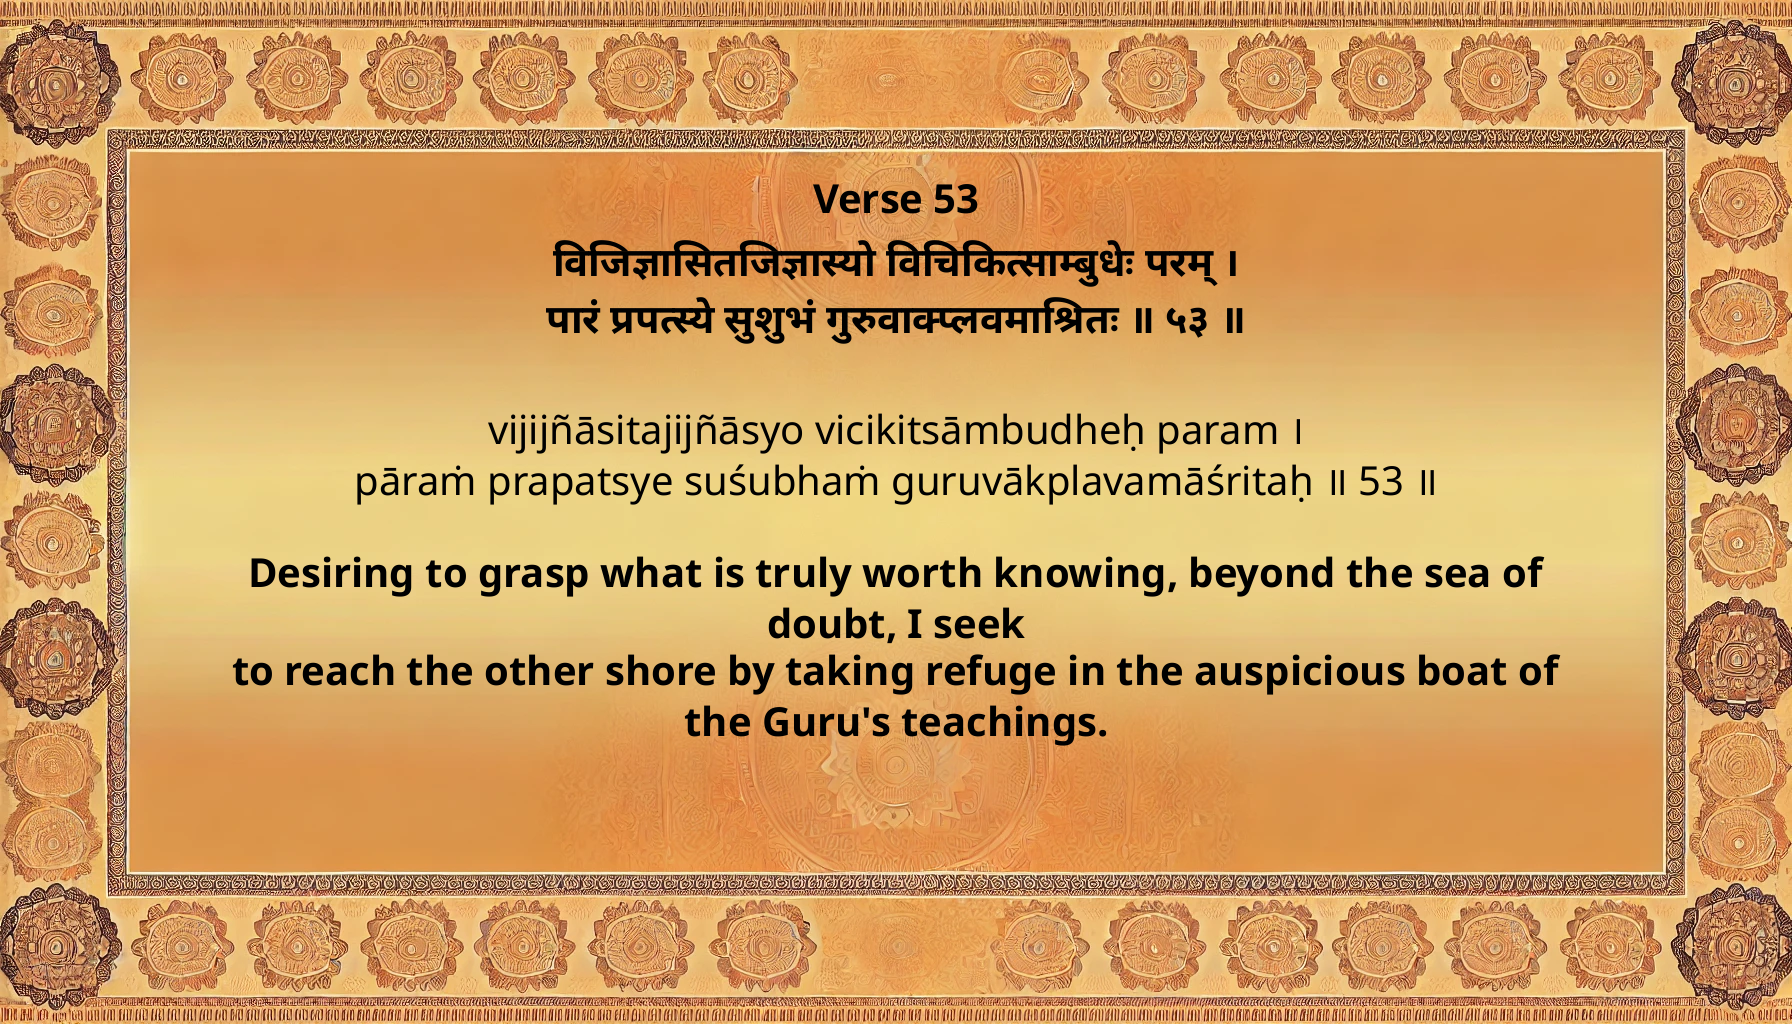 Verse 53
विजिज्ञासितजिज्ञास्यो विचिकित्साम्बुधेः परम् ।
पारं प्रपत्स्ये सुशुभं गुरुवाक्प्लवमाश्रितः ॥ ५३ ॥
vijijñāsitajijñāsyo vicikitsāmbudheḥ param ।
pāraṁ prapatsye suśubhaṁ guruvākplavamāśritaḥ ॥ 53 ॥
Desiring to grasp what is truly worth knowing, beyond the sea of
doubt, I seek
to reach the other shore by taking refuge in the auspicious boat of
the Guru's teachings.